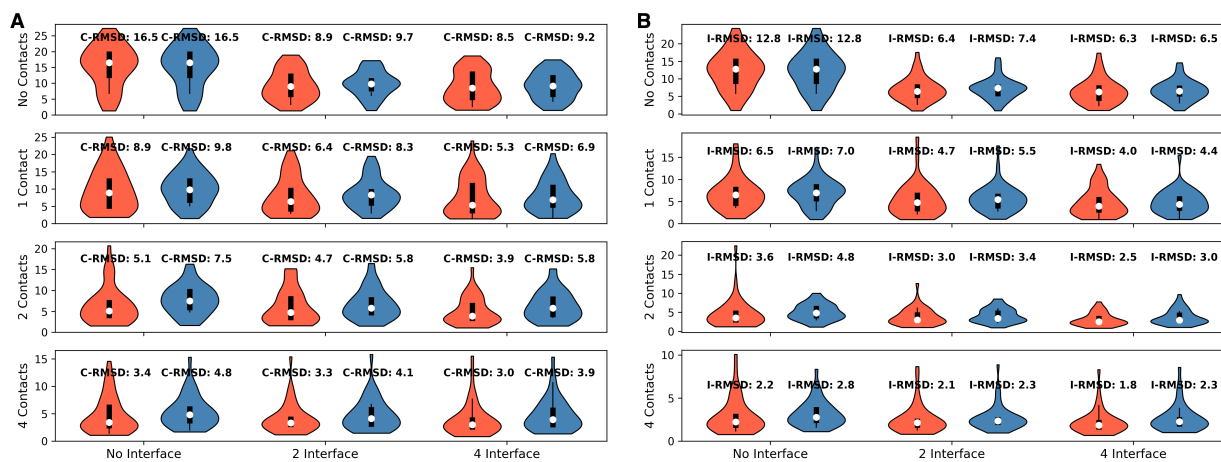 A
B
C-RMSD: 16.5 C-RMSD: 16.5 C-RMSD: 8.9 C-RMSD: 9.7 C-RMSD: 8.5 C-RMSD: 9.2
No Contacts
25
20
15
10
5
0
C-RMSD: 8.9 C-RMSD: 9.8 C-RMSD: 6.4 C-RMSD: 8.3 C-RMSD: 5.3 C-RMSD: 6.9
1 Contact
25
20
15
10
5
0
C-RMSD: 5.1 C-RMSD: 7.5 C-RMSD: 4.7 C-RMSD: 5.8 C-RMSD: 3.9 C-RMSD: 5.8
2 Contacts
20
15
10
5
0
C-RMSD: 3.4 C-RMSD: 4.8 C-RMSD: 3.3 C-RMSD: 4.1 C-RMSD: 3.0 C-RMSD: 3.9
4 Contacts
15
10
5
0
No Interface 2 Interface 4 Interface
I-RMSD: 12.8 I-RMSD: 12.8 I-RMSD: 6.4 I-RMSD: 7.4 I-RMSD: 6.3 I-RMSD: 6.5
No Contacts
20
15
10
5
0
I-RMSD: 6.5 I-RMSD: 7.0 I-RMSD: 4.7 I-RMSD: 5.5 I-RMSD: 4.0 I-RMSD: 4.4
1 Contact
15
10
5
0
I-RMSD: 3.6 I-RMSD: 4.8 I-RMSD: 3.0 I-RMSD: 3.4 I-RMSD: 2.5 I-RMSD: 3.0
2 Contacts
20
15
10
5
0
I-RMSD: 2.2 I-RMSD: 2.8 I-RMSD: 2.1 I-RMSD: 2.3 I-RMSD: 1.8 I-RMSD: 2.3
4 Contacts
10
5
0
No Interface 2 Interface 4 Interface